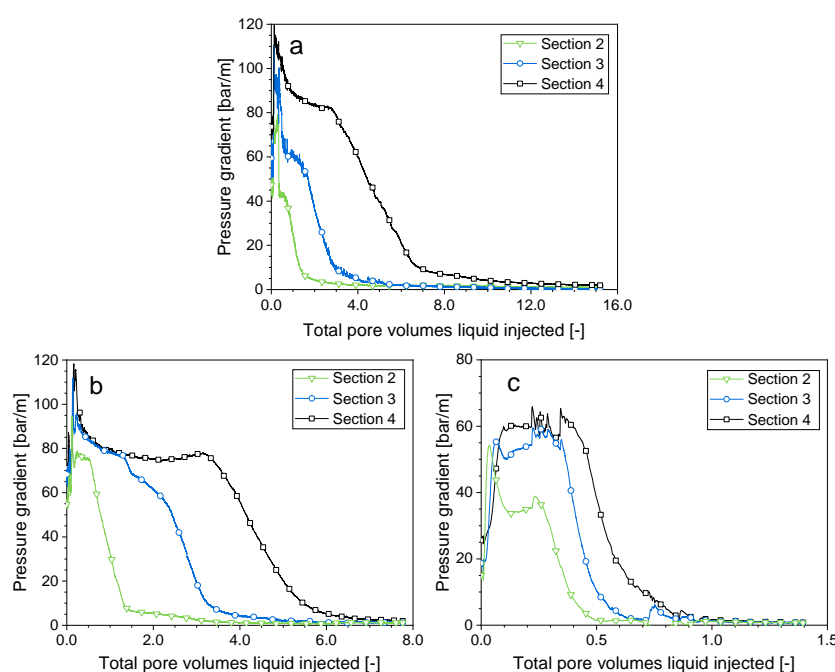 a
Section 2
Section 3
Section 4
Pressure gradient [bar/m]
120
100
80
60
40
20
0
0.0 4.0 8.0 12.0 16.0
Total pore volumes liquid injected [-]
b
Section 2
Section 3
Section 4
Pressure gradient [bar/m]
120
100
80
60
40
20
0
0.0 2.0 4.0 6.0 8.0
Total pore volumes liquid injected [-]
c
Section 2
Section 3
Section 4
Pressure gradient [bar/m]
80
60
40
20
0
0.0 0.5 1.0 1.5
Total pore volumes liquid injected [-]